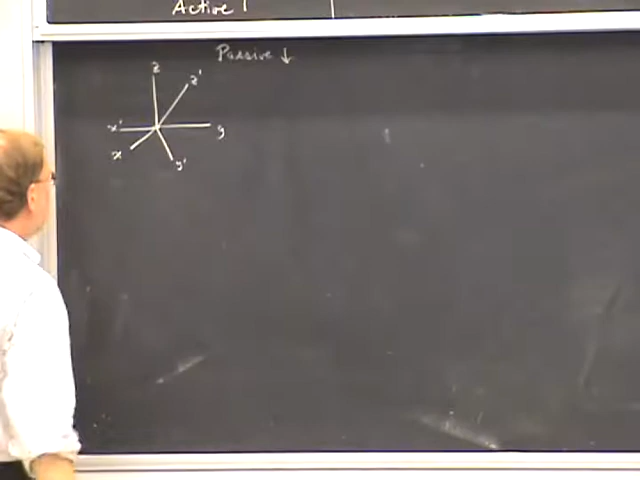 Active ↑
Passive ↓
z
z'
x'
y
x
y'